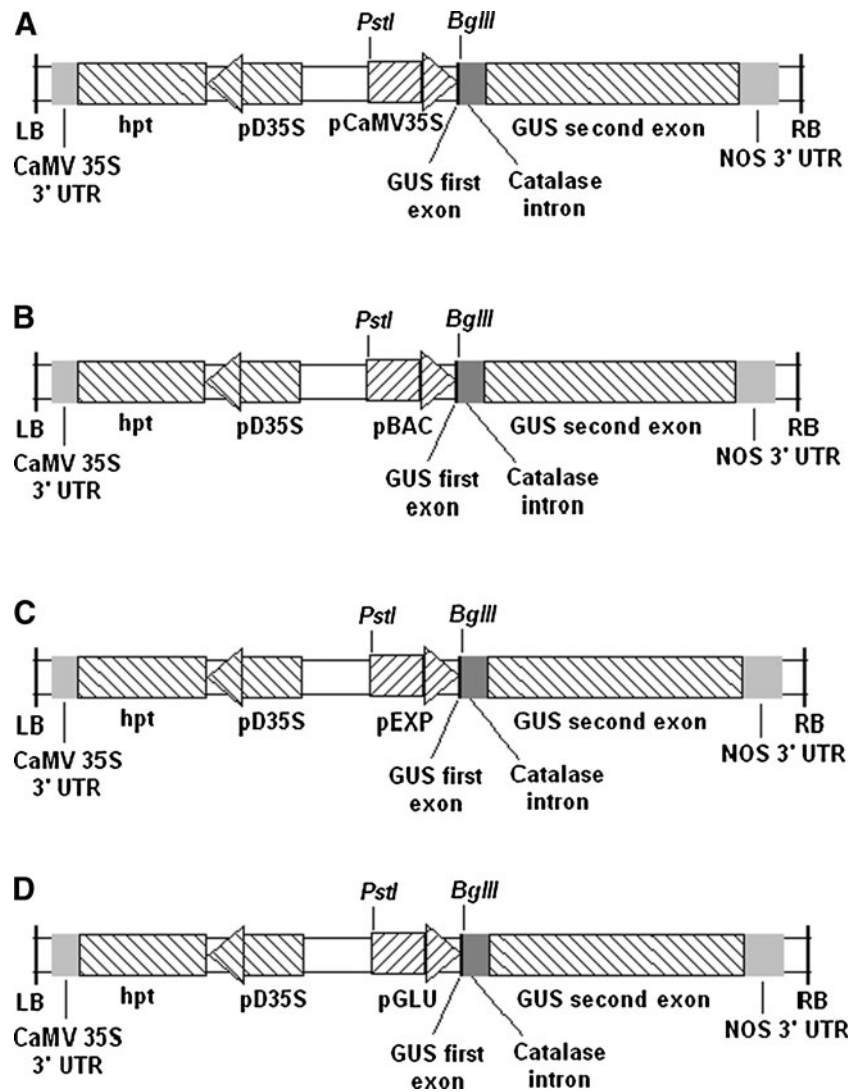 A
PstI
BglII
LB
hpt
pD35S
pCaMV35S
GUS second exon
RB
CaMV 35S
3' UTR
GUS first
exon
Catalase
intron
NOS 3' UTR
B
PstI
BglII
LB
hpt
pD35S
pBAC
GUS second exon
RB
CaMV 35S
3' UTR
GUS first
exon
Catalase
intron
NOS 3' UTR
C
PstI
BglII
LB
hpt
pD35S
pEXP
GUS second exon
RB
CaMV 35S
3' UTR
GUS first
exon
Catalase
intron
NOS 3' UTR
D
PstI
BglII
LB
hpt
pD35S
pGLU
GUS second exon
RB
CaMV 35S
3' UTR
GUS first
exon
Catalase
intron
NOS 3' UTR